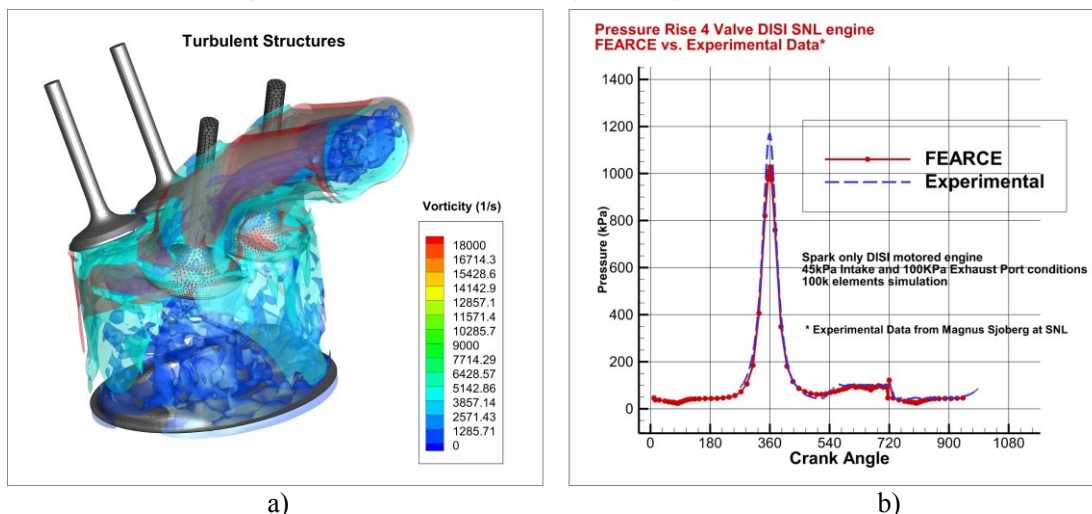 Turbulent Structures
Vorticity (1/s)
18000
16714.3
15428.6
14142.9
12857.1
11571.4
10285.7
9000
7714.29
6428.57
5142.86
3857.14
2571.43
1285.71
0
a)
Pressure Rise 4 Valve DISI SNL engine
FEARCE vs. Experimental Data*
Pressure (kPa)
1400
1200
1000
800
600
400
200
0
FEARCE
Experimental
Spark only DISI motored engine
45kPa Intake and 100KPa Exhaust Port conditions
100k elements simulation
* Experimental Data from Magnus Sjoberg at SNL
0 180 360 540 720 900 1080
Crank Angle
b)